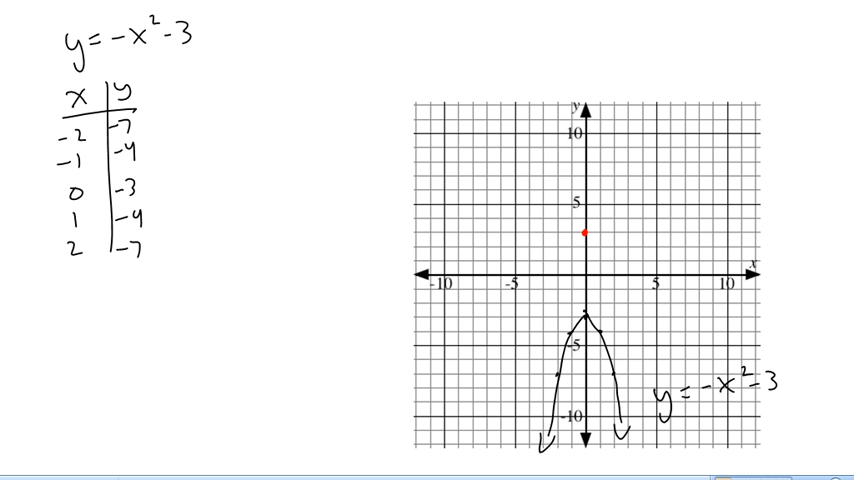 y = -x² - 3
x y
-2 -7
-1 -4
0 -3
1 -4
2 -7
y
10
5
x
-10 -5 5 10
-5
-10
y = -x² - 3